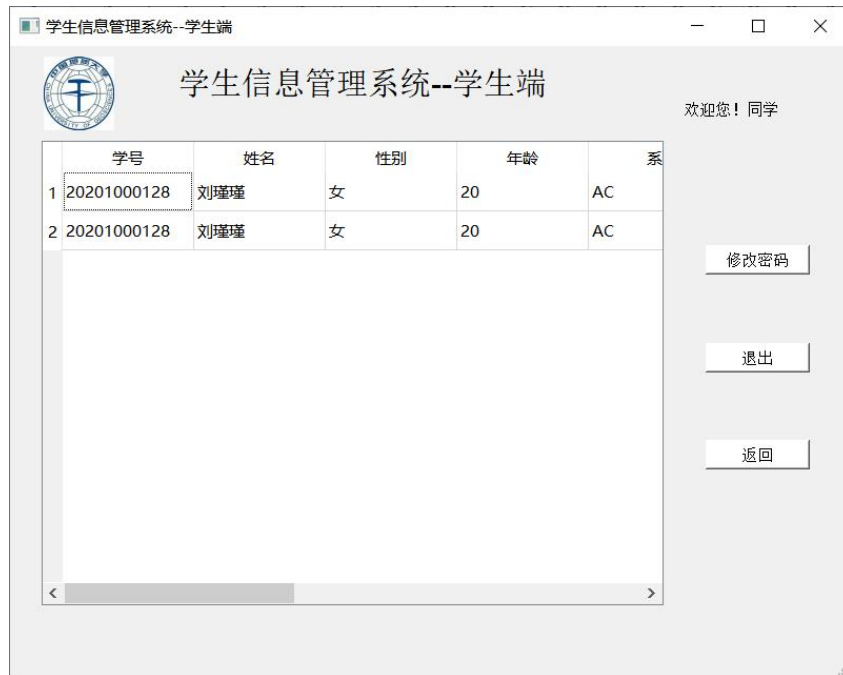 学生信息管理系统--学生端
学生信息管理系统--学生端
欢迎您！同学
学号 姓名 性别 年龄 系
1 20201000128 刘瑾瑾 女 20 AC
2 20201000128 刘瑾瑾 女 20 AC
修改密码
退出
返回